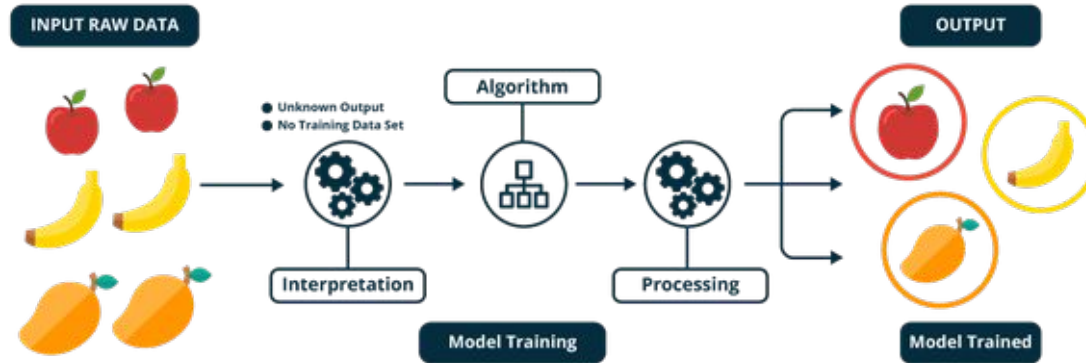 INPUT RAW DATA
OUTPUT
Algorithm
● Unknown Output
● No Training Data Set
Interpretation
Processing
Model Training
Model Trained